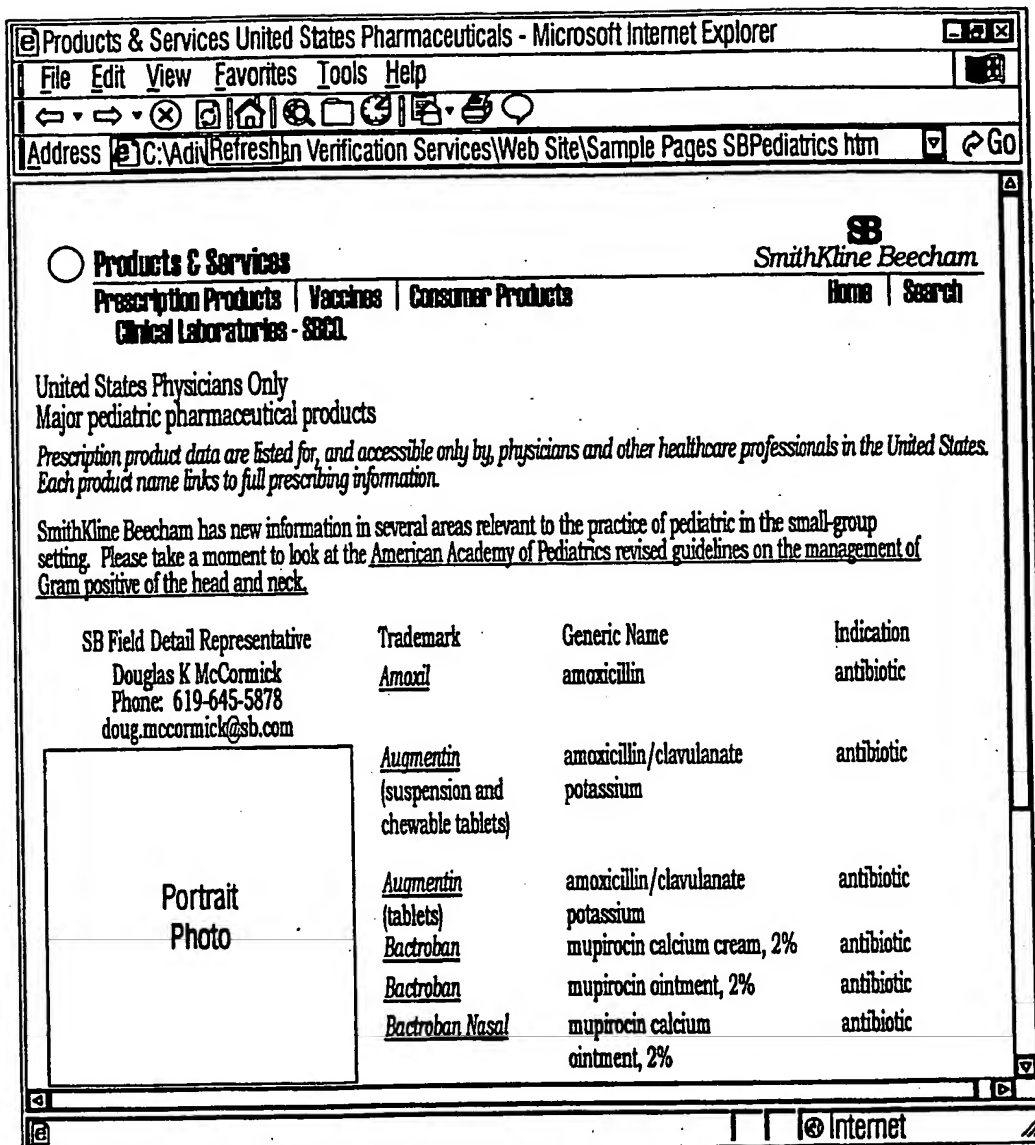 Products & Services United States Pharmaceuticals - Microsoft Internet Explorer
File Edit View Favorites Tools Help
Address C:\Adi Refresh an Verification Services\Web Site\Sample Pages SBPediatrics htm Go
SB
Products & Services SmithKline Beecham
Prescription Products | Vaccines | Consumer Products Home | Search
Clinical Laboratories - SBCL
United States Physicians Only
Major pediatric pharmaceutical products
Prescription product data are listed for, and accessible only by, physicians and other healthcare professionals in the United States.
Each product name links to full prescribing information.
SmithKline Beecham has new information in several areas relevant to the practice of pediatric in the small-group
setting. Please take a moment to look at the American Academy of Pediatrics revised guidelines on the management of
Gram positive of the head and neck.
SB Field Detail Representative
Douglas K McCormick
Phone: 619-645-5878
doug.mccormick@sb.com
Portrait
Photo
Trademark Generic Name Indication
Amoxil amoxicillin antibiotic
Augmentin amoxicillin/clavulanate antibiotic
(suspension and potassium
chewable tablets)
Augmentin amoxicillin/clavulanate antibiotic
(tablets) potassium
Bactroban mupirocin calcium cream, 2% antibiotic
Bactroban mupirocin ointment, 2% antibiotic
Bactroban Nasal mupirocin calcium antibiotic
ointment, 2%
Internet